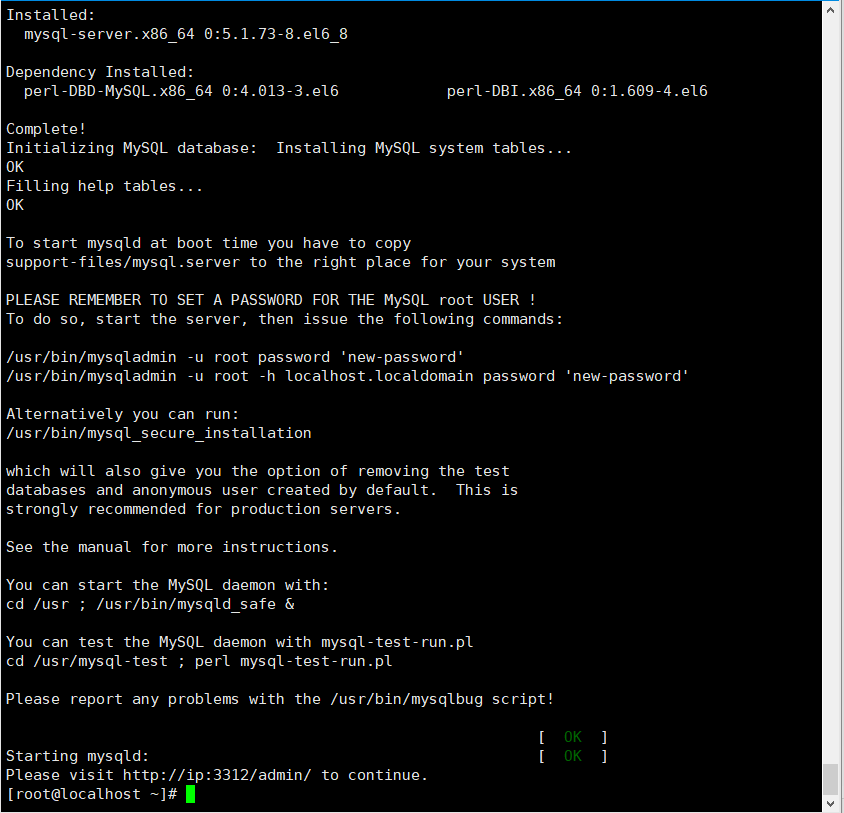 Installed:
  mysql-server.x86_64 0:5.1.73-8.el6_8

Dependency Installed:
  perl-DBD-MySQL.x86_64 0:4.013-3.el6            perl-DBI.x86_64 0:1.609-4.el6

Complete!
Initializing MySQL database:  Installing MySQL system tables...
OK
Filling help tables...
OK

To start mysqld at boot time you have to copy
support-files/mysql.server to the right place for your system

PLEASE REMEMBER TO SET A PASSWORD FOR THE MySQL root USER !
To do so, start the server, then issue the following commands:

/usr/bin/mysqladmin -u root password 'new-password'
/usr/bin/mysqladmin -u root -h localhost.localdomain password 'new-password'

Alternatively you can run:
/usr/bin/mysql_secure_installation

which will also give you the option of removing the test
databases and anonymous user created by default.  This is
strongly recommended for production servers.

See the manual for more instructions.

You can start the MySQL daemon with:
cd /usr ; /usr/bin/mysqld_safe &

You can test the MySQL daemon with mysql-test-run.pl
cd /usr/mysql-test ; perl mysql-test-run.pl

Please report any problems with the /usr/bin/mysqlbug script!

                                                           [  OK  ]
Starting mysqld:                                           [  OK  ]
Please visit http://ip:3312/admin/ to continue.
[root@localhost ~]#